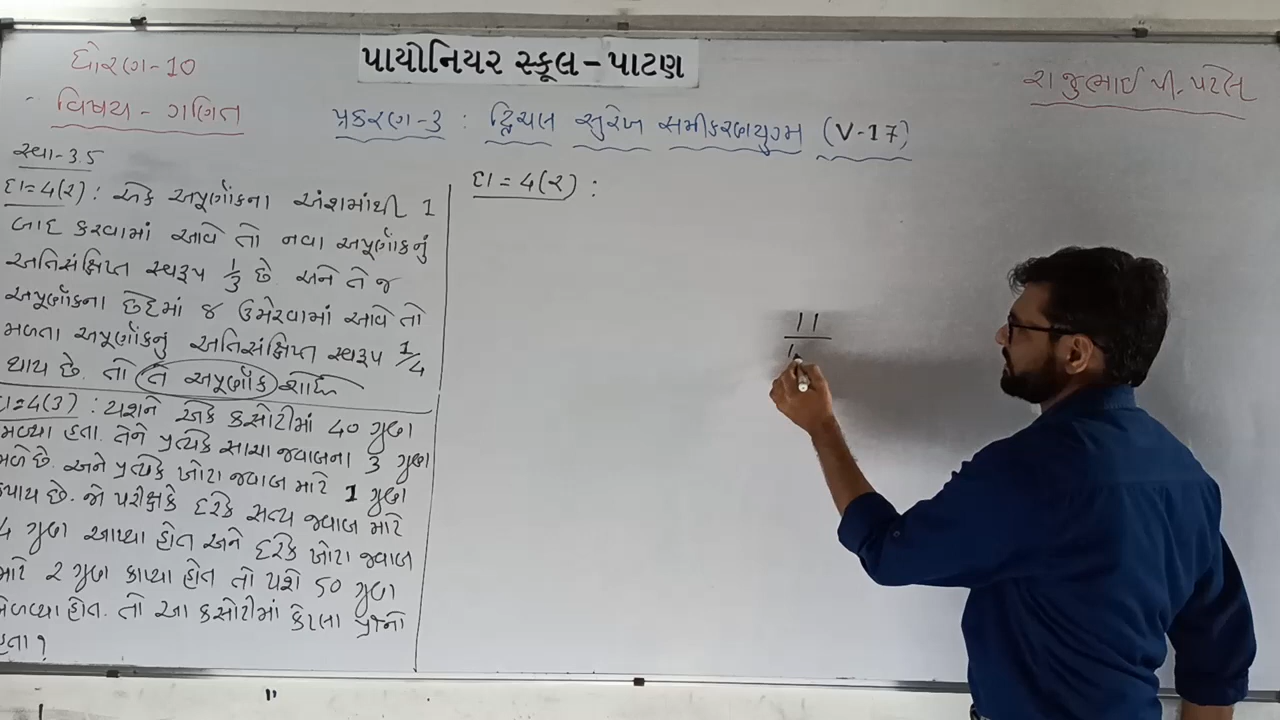 પાયોનિયર સ્કૂલ - પાટણ
ધોરણ-10
વિષય - ગણિત
રાજુભાઈ પી. પટેલ
પ્રકરણ-૩ : દ્વિચલ સુરેખ સમીકરણયુગ્મ (V-17)
સ્વા-3.5
દા=4(૨) : એક અપૂર્ણાંકના અંશમાંથી 1
બાદ કરવામાં આવે તો નવા અપૂર્ણાંકનું
અતિસંક્ષિપ્ત સ્વરૂપ 1/3 છે. અને તે જ
અપૂર્ણાંકના છેદમાં ૪ ઉમેરવામાં આવે તો
મળતા અપૂર્ણાંકનું અતિસંક્ષિપ્ત સ્વરૂપ 1/4
થાય છે. તો તે અપૂર્ણાંક શોધો
દા=4(3) : યશને એક કસોટીમાં 40 ગુણ
મળ્યા હતા. તેને પ્રત્યેક સાચા જવાબના 3 ગુણ
મળે છે. અને પ્રત્યેક ખોટા જવાબ માટે 1 ગુણ
કપાય છે. જો પરીક્ષકે દરેક સત્ય જવાબ માટે
4 ગુણ આપ્યા હોત અને દરેક ખોટા જવાબ
માટે ૨ ગુણ કાપ્યા હોત તો યશે 50 ગુણ
મેળવ્યા હોત. તો આ કસોટીમાં કેટલા પ્રશ્નો
હતા ?
દા=4(૨) :
11